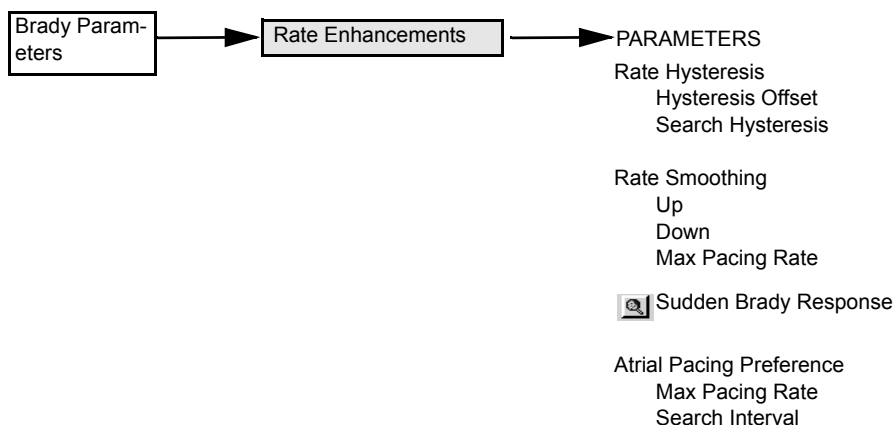 Brady Param-
eters
Rate Enhancements
PARAMETERS
Rate Hysteresis
Hysteresis Offset
Search Hysteresis
Rate Smoothing
Up
Down
Max Pacing Rate
Sudden Brady Response
Atrial Pacing Preference
Max Pacing Rate
Search Interval